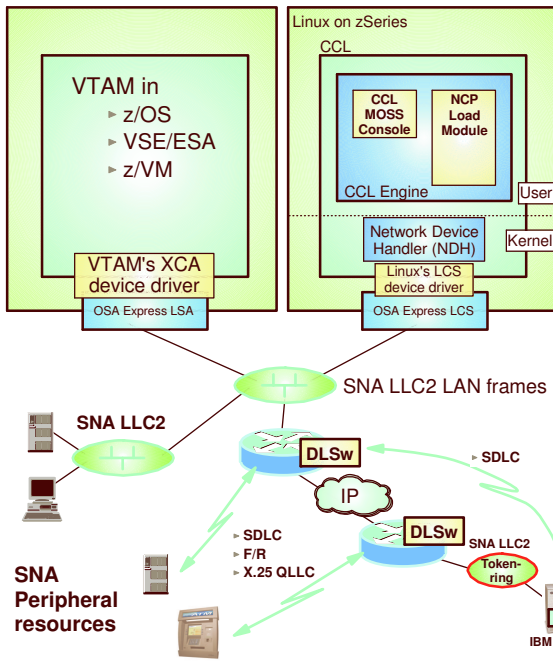 Linux on zSeries
CCL
VTAM in
z/OS
VSE/ESA
z/VM
CCL
MOSS
Console
NCP
Load
Module
CCL Engine
User
Network Device
Handler (NDH)
Kernel
VTAM's XCA
device driver
Linux's LCS
device driver
OSA Express LSA
OSA Express LCS
SNA LLC2 LAN frames
SNA LLC2
DLSw
SDLC
IP
DLSw
SDLC
F/R
X.25 QLLC
SNA LLC2
Token-
ring
SNA
Peripheral
resources
IBM